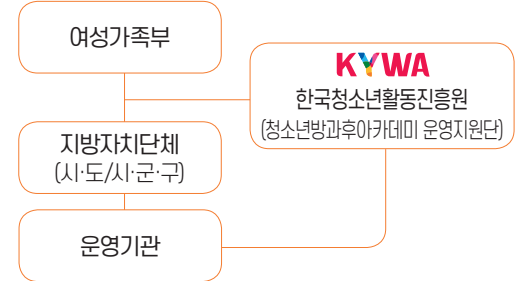 여성가족부
KYWA
한국청소년활동진흥원
(청소년방과후아카데미 운영지원단)
지방자치단체
(시·도/시·군·구)
운영기관